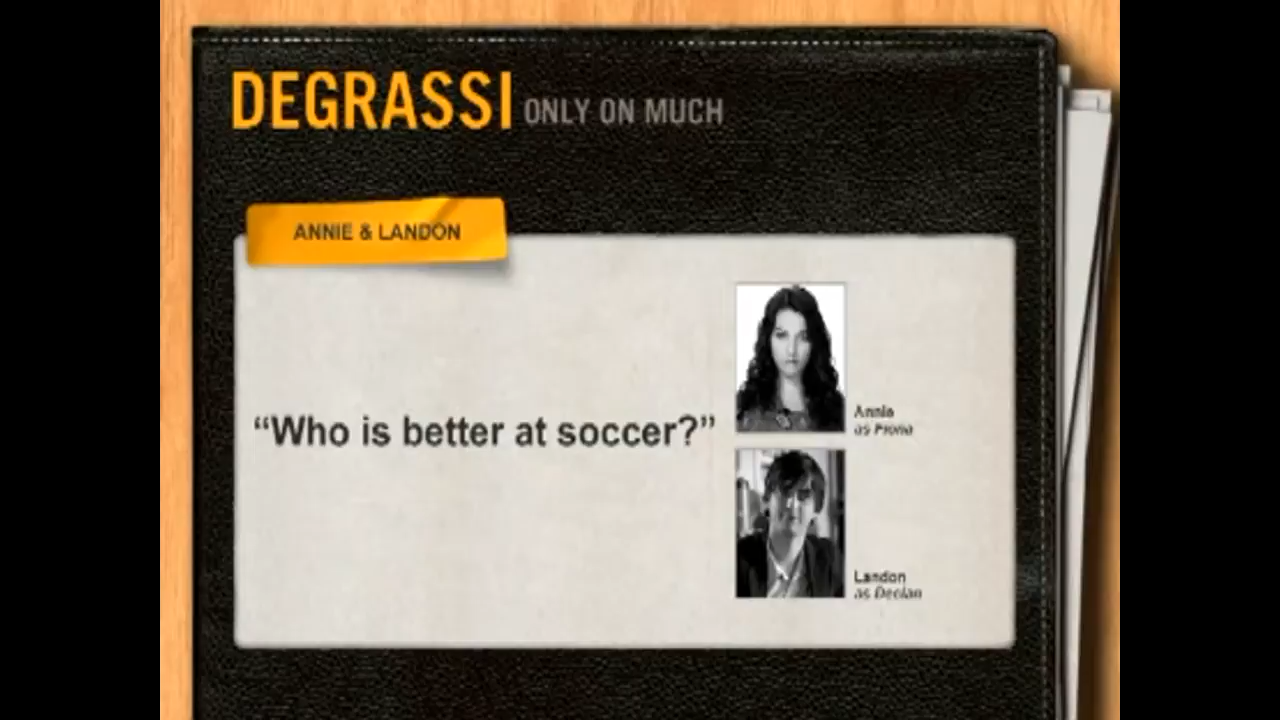 DEGRASSI ONLY ON MUCH
ANNIE & LANDON
“Who is better at soccer?”
Annie
as Fiona
Landon
as Declan